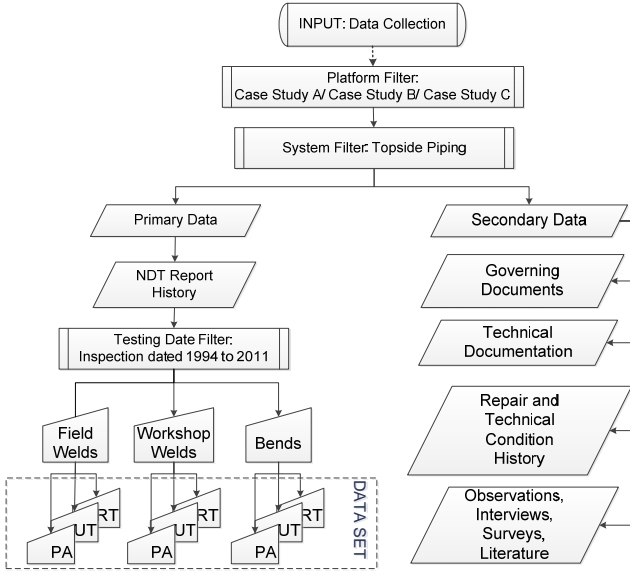 INPUT: Data Collection
Platform Filter:
Case Study A/ Case Study B/ Case Study C
System Filter: Topside Piping
Primary Data
Secondary Data
NDT Report
History
Governing
Documents
Testing Date Filter:
Inspection dated 1994 to 2011
Technical
Documentation
Field
Welds
Workshop
Welds
Bends
Repair and
Technical
Condition
History
RT
UT
PA
RT
UT
PA
RT
UT
PA
DATA SET
Observations,
Interviews,
Surveys,
Literature